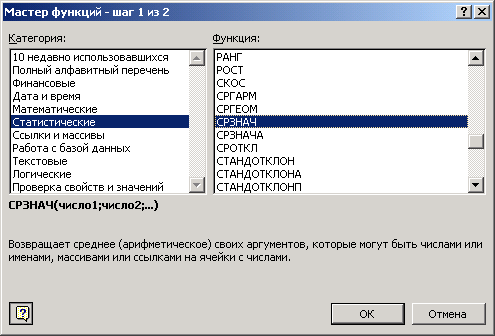 Мастер функций - шаг 1 из 2
Категория:
10 недавно использовавшихся
Полный алфавитный перечень
Финансовые
Дата и время
Математические
Статистические
Ссылки и массивы
Работа с базой данных
Текстовые
Логические
Проверка свойств и значений
Функция:
РАНГ
РОСТ
СКОС
СРГАРМ
СРГЕОМ
СРЗНАЧ
СРЗНАЧА
СРОТКЛ
СТАНДОТКЛОН
СТАНДОТКЛОНА
СТАНДОТКЛОНП
СРЗНАЧ(число1;число2;...)
Возвращает среднее (арифметическое) своих аргументов, которые могут быть числами или
именами, массивами или ссылками на ячейки с числами.
ОК
Отмена